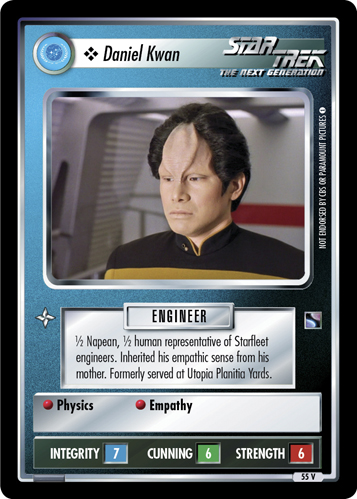 ❖ Daniel Kwan
STAR TREK
THE NEXT GENERATION
NOT ENDORSED BY CBS OR PARAMOUNT PICTURES
ENGINEER
½ Napean, ½ human representative of Starfleet
engineers. Inherited his empathic sense from his
mother. Formerly served at Utopia Planitia Yards.
Physics
Empathy
INTEGRITY 7 CUNNING 6 STRENGTH 6
55 V